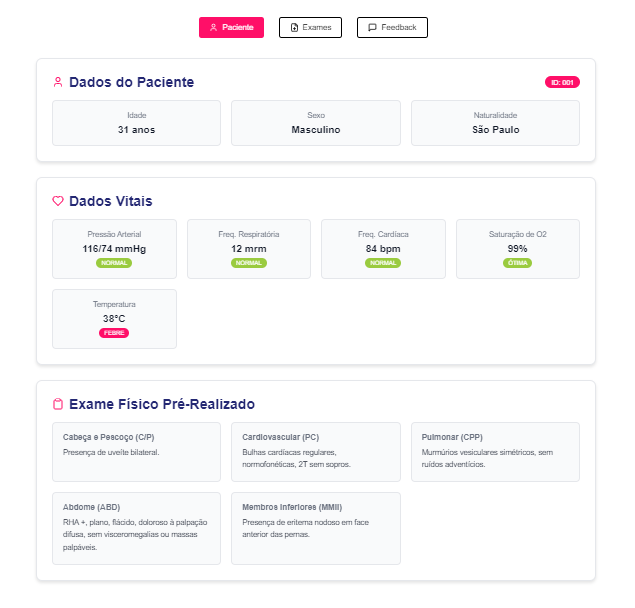 Paciente
Exames
Feedback
Dados do Paciente
ID: 001
Idade
31 anos
Sexo
Masculino
Naturalidade
São Paulo
Dados Vitais
Pressão Arterial
116/74 mmHg
NORMAL
Freq. Respiratória
12 mrm
NORMAL
Freq. Cardíaca
84 bpm
NORMAL
Saturação de O2
99%
ÓTIMA
Temperatura
38°C
FEBRE
Exame Físico Pré-Realizado
Cabeça e Pescoço (C/P)
Presença de uveíte bilateral.
Cardiovascular (PC)
Bulhas cardíacas regulares,
normofonéticas, 2T sem sopros.
Pulmonar (CPP)
Murmúrios vesiculares simétricos, sem
ruídos adventícios.
Abdome (ABD)
RHA +, plano, flácido, doloroso à palpação
difusa, sem visceromegalias ou massas
palpáveis.
Membros Inferiores (MMII)
Presença de eritema nodoso em face
anterior das pernas.